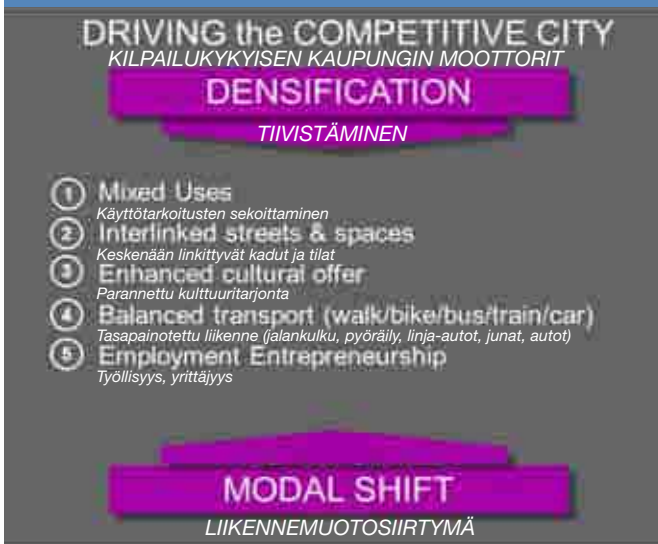 DRIVING the COMPETITIVE CITY
KILPAILUKYKYISEN KAUPUNGIN MOOTTORIT
DENSIFICATION
TIIVISTÄMINEN
1 Mixed Uses
Käyttötarkoitusten sekoittaminen
2 Interlinked streets & spaces
Keskenään linkittyvät kadut ja tilat
3 Enhanced cultural offer
Parannettu kulttuuritarjonta
4 Balanced transport (walk/bike/bus/train/car)
Tasapainotettu liikenne (jalankulku, pyöräily, linja-autot, junat, autot)
5 Employment Entrepreneurship
Työllisyys, yrittäjyys
MODAL SHIFT
LIIKENNEMUOTOSIIRTYMÄ